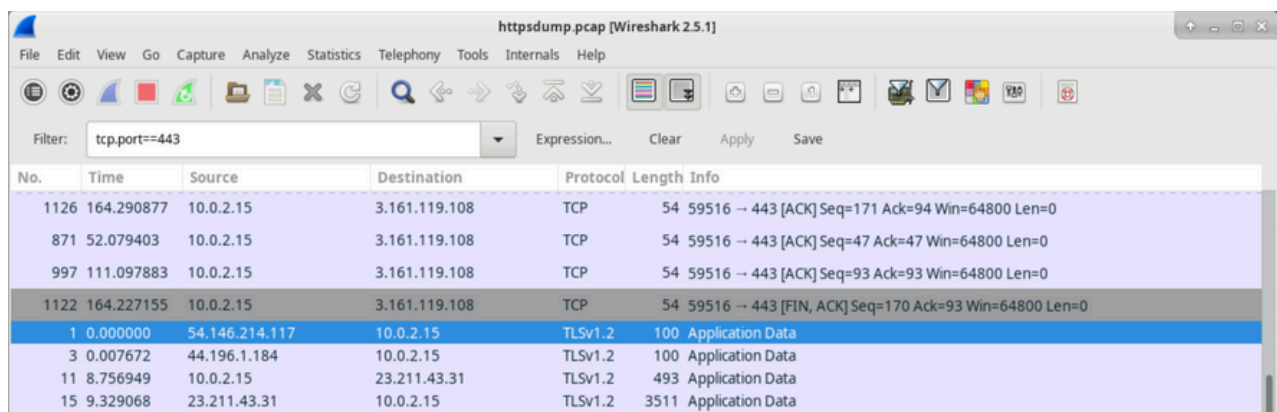 httpsdump.pcap [Wireshark 2.5.1]
File Edit View Go Capture Analyze Statistics Telephony Tools Internals Help
Filter: tcp.port==443 Expression... Clear Apply Save
No. Time Source Destination Protocol Length Info
1126 164.290877 10.0.2.15 3.161.119.108 TCP 54 59516 → 443 [ACK] Seq=171 Ack=94 Win=64800 Len=0
871 52.079403 10.0.2.15 3.161.119.108 TCP 54 59516 → 443 [ACK] Seq=47 Ack=47 Win=64800 Len=0
997 111.097883 10.0.2.15 3.161.119.108 TCP 54 59516 → 443 [ACK] Seq=93 Ack=93 Win=64800 Len=0
1122 164.227155 10.0.2.15 3.161.119.108 TCP 54 59516 → 443 [FIN, ACK] Seq=170 Ack=93 Win=64800 Len=0
1 0.000000 54.146.214.117 10.0.2.15 TLSv1.2 100 Application Data
3 0.007672 44.196.1.184 10.0.2.15 TLSv1.2 100 Application Data
11 8.756949 10.0.2.15 23.211.43.31 TLSv1.2 493 Application Data
15 9.329068 23.211.43.31 10.0.2.15 TLSv1.2 3511 Application Data